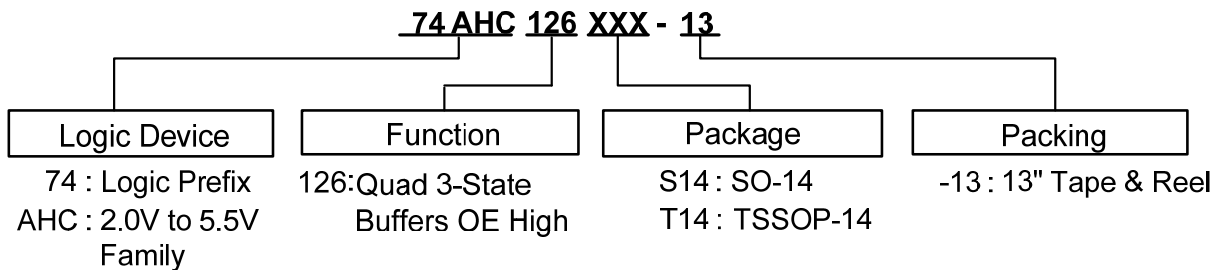 74 AHC 126 XXX - 13
Logic Device
Function
Package
Packing
74 : Logic Prefix
AHC : 2.0V to 5.5V
Family
126:Quad 3-State
Buffers OE High
S14 : SO-14
T14 : TSSOP-14
-13 : 13" Tape & Reel